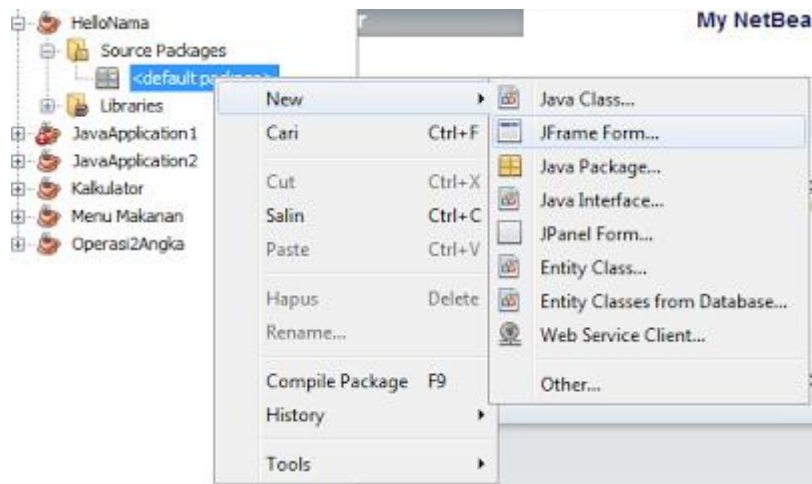 HelloNama
My NetBea
Source Packages
<default package>
Libraries
JavaApplication1
JavaApplication2
Kalkulator
Menu Makanan
Operasi2Angka
New
Cari Ctrl+F
Cut Ctrl+X
Salin Ctrl+C
Paste Ctrl+V
Hapus Delete
Rename...
Compile Package F9
History
Tools
Java Class...
JFrame Form...
Java Package...
Java Interface...
JPanel Form...
Entity Class...
Entity Classes from Database...
Web Service Client...
Other...